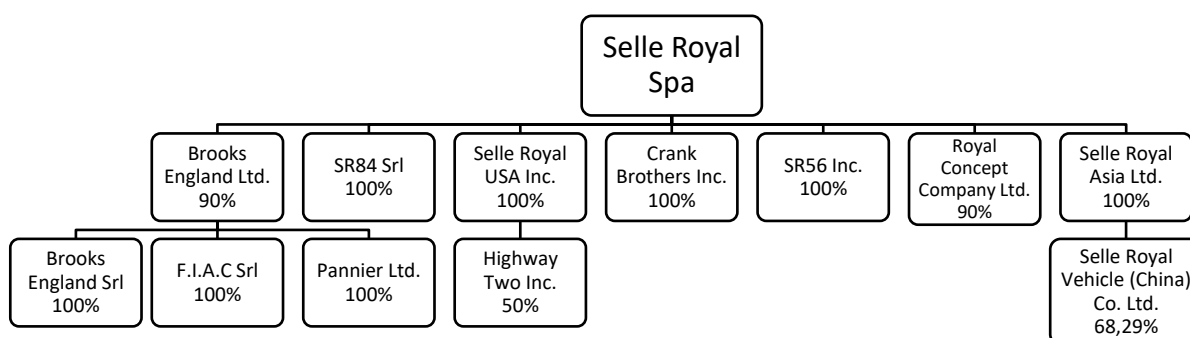 Selle Royal
Spa
Brooks
England Ltd.
90%
SR84 Srl
100%
Selle Royal
USA Inc.
100%
Crank
Brothers Inc.
100%
SR56 Inc.
100%
Royal
Concept
Company Ltd.
90%
Selle Royal
Asia Ltd.
100%
Brooks
England Srl
100%
F.I.A.C Srl
100%
Pannier Ltd.
100%
Highway
Two Inc.
50%
Selle Royal
Vehicle (China)
Co. Ltd.
68,29%